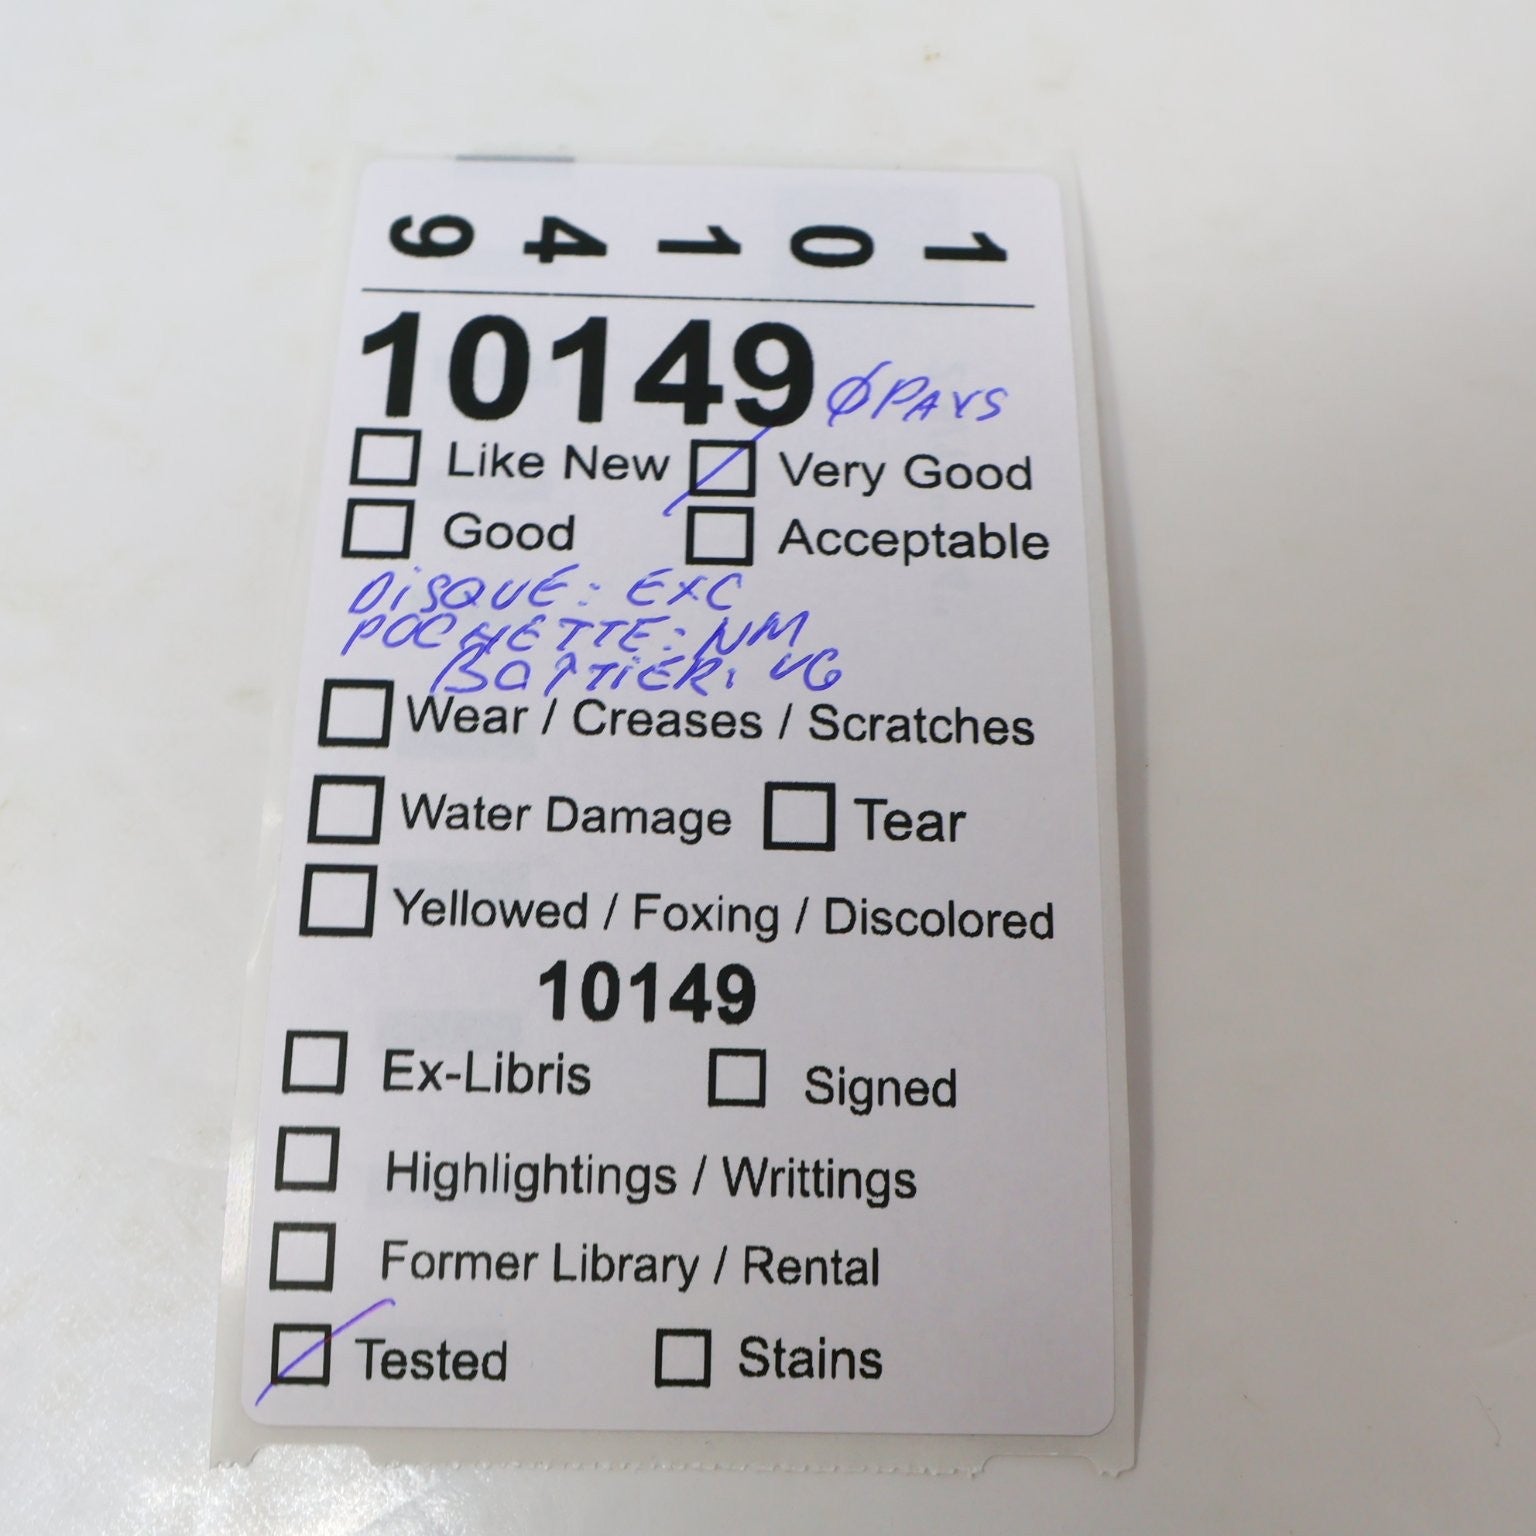 10149
10149 ØPAYS
Like New Very Good
Good Acceptable
DISQUE: EXC
POCHETTE: NM
BOITIER: VG
Wear / Creases / Scratches
Water Damage Tear
Yellowed / Foxing / Discolored
10149
Ex-Libris Signed
Highlightings / Writtings
Former Library / Rental
Tested Stains